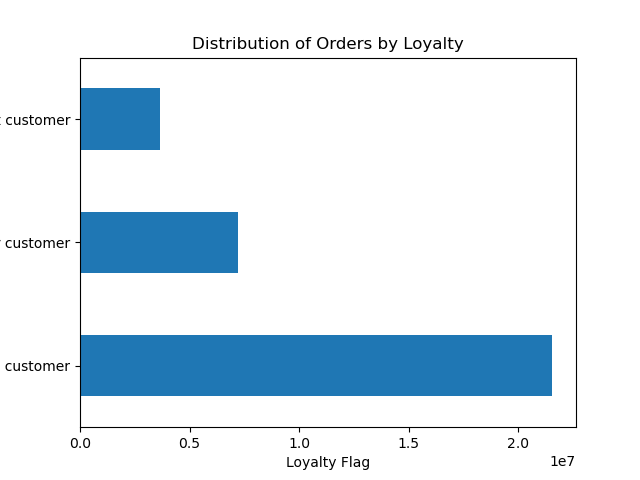 Distribution of Orders by Loyalty
customer
customer
customer
0.0 0.5 1.0 1.5 2.0
1e7
Loyalty Flag